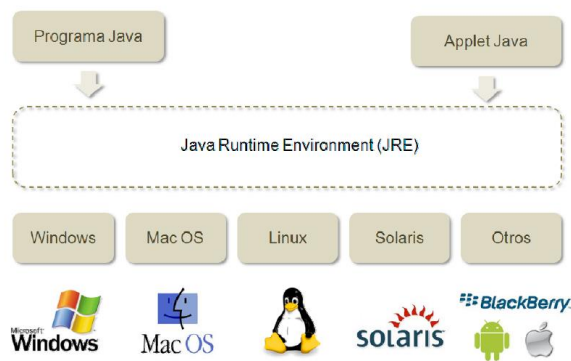 Programa Java
Applet Java
Java Runtime Environment (JRE)
Windows
Mac OS
Linux
Solaris
Otros
Microsoft
Windows
Mac OS
solaris
BlackBerry.